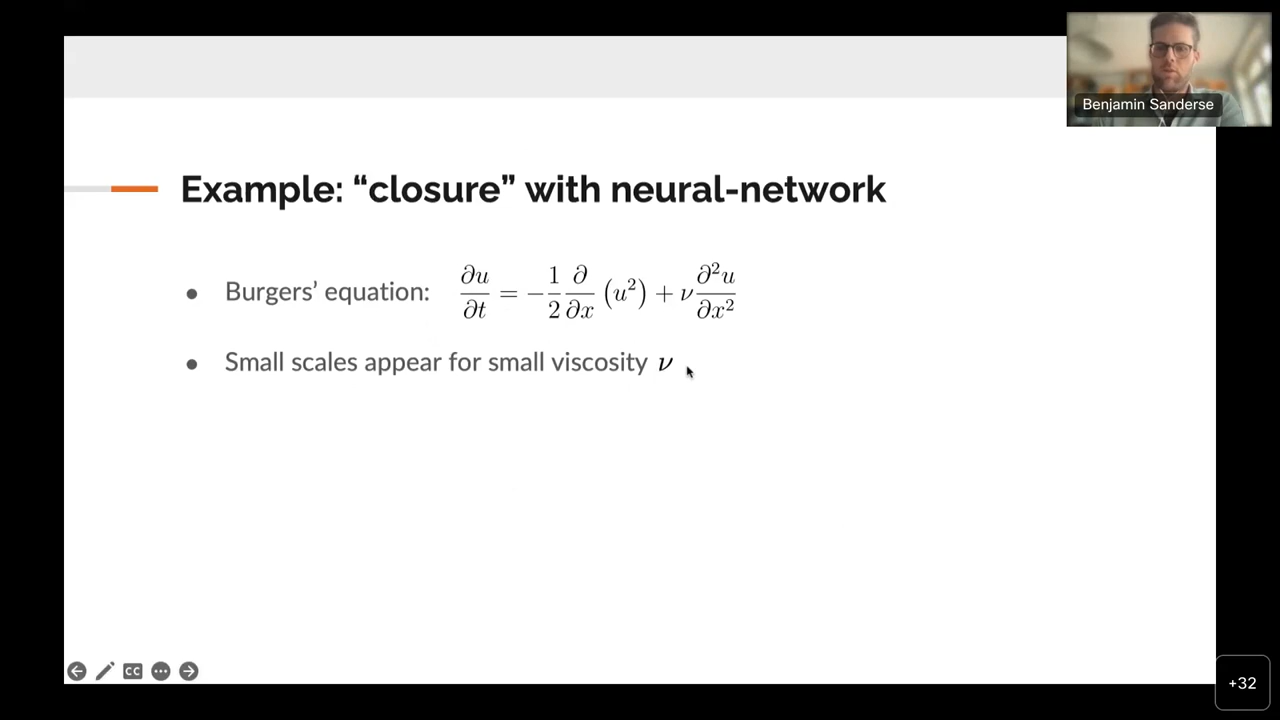 Benjamin Sanderse
Example: “closure” with neural-network
● Burgers’ equation: ∂u/∂t = −1/2 ∂/∂x (u²) + ν ∂²u/∂x²
● Small scales appear for small viscosity ν
CC
+32